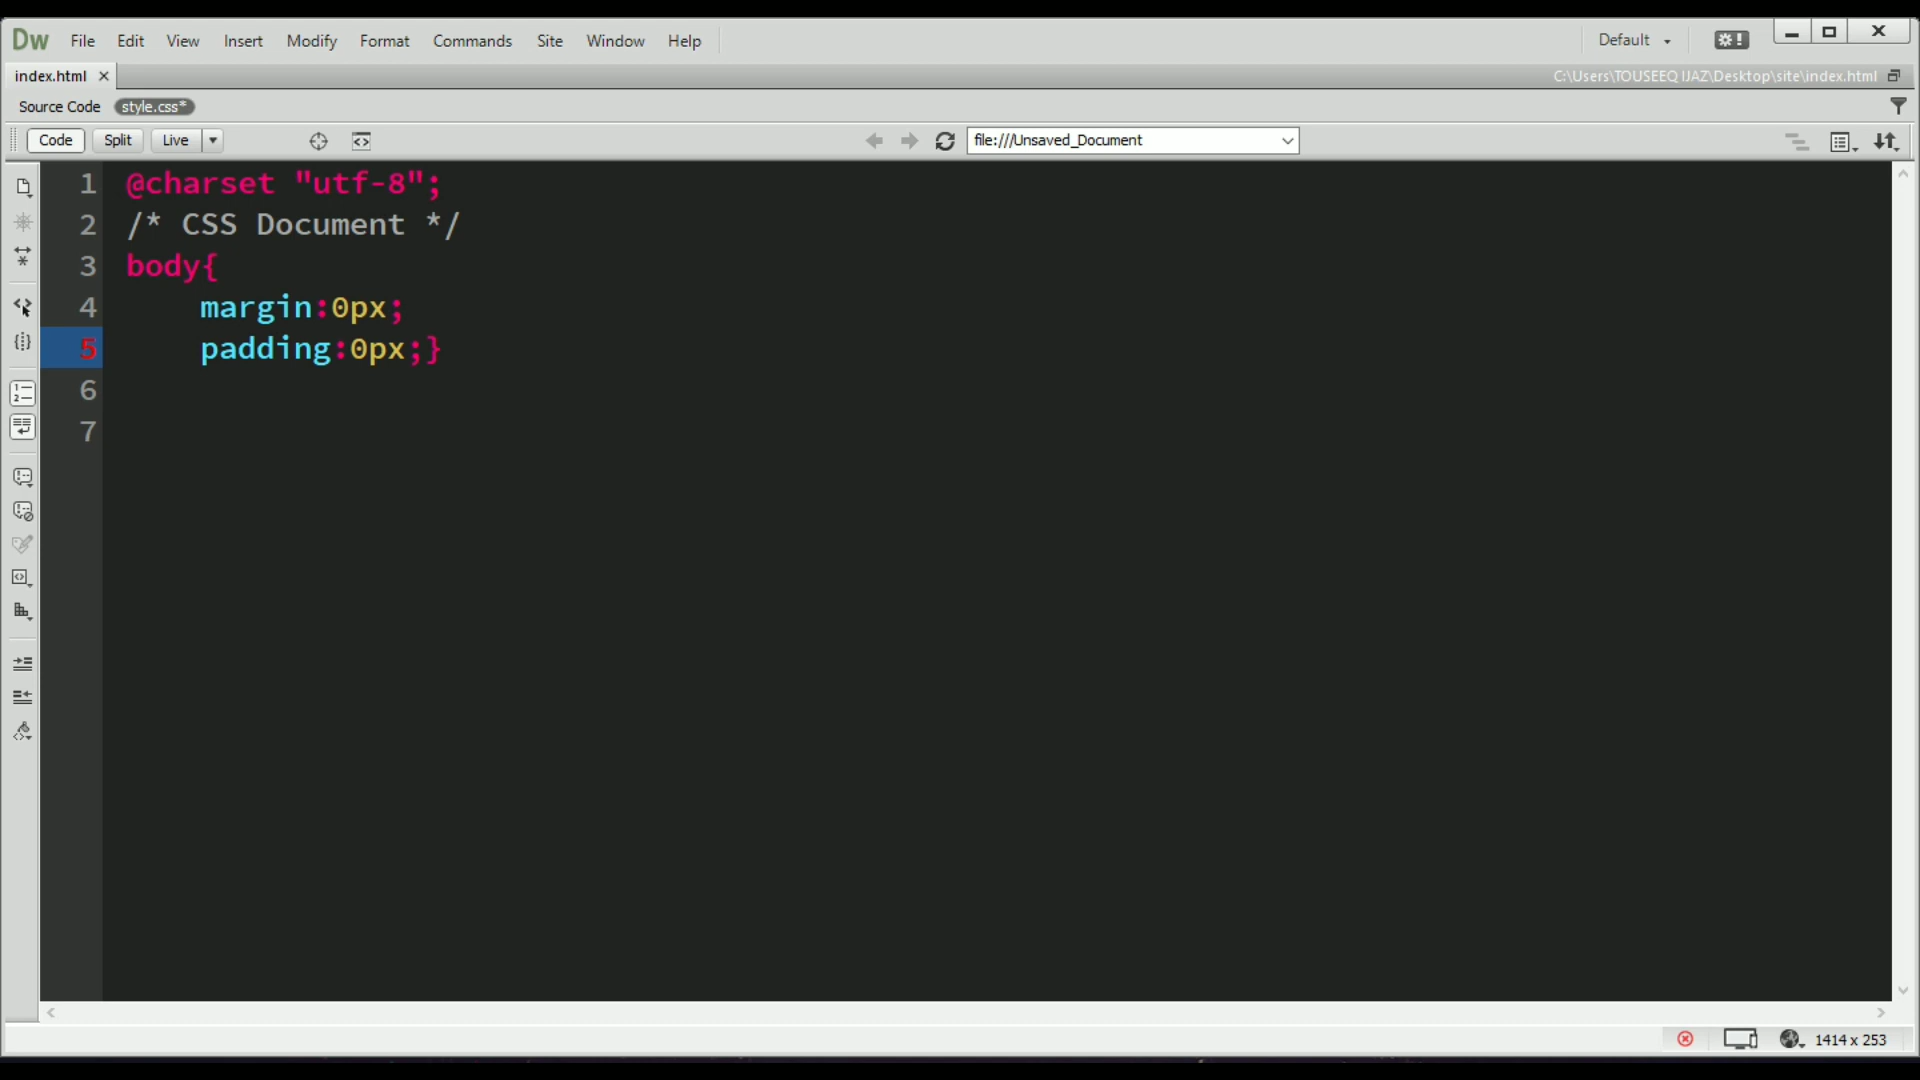 Dw File Edit View Insert Modify Format Commands Site Window Help Default
index.html C:\Users\TOUSEEQ IJAZ\Desktop\site\index.html
Source Code style.css*
Code Split Live file:///Unsaved_Document
1 @charset "utf-8";
2 /* CSS Document */
3 body{
4 margin:0px;
5 padding:0px;}
6
7
1414 x 253